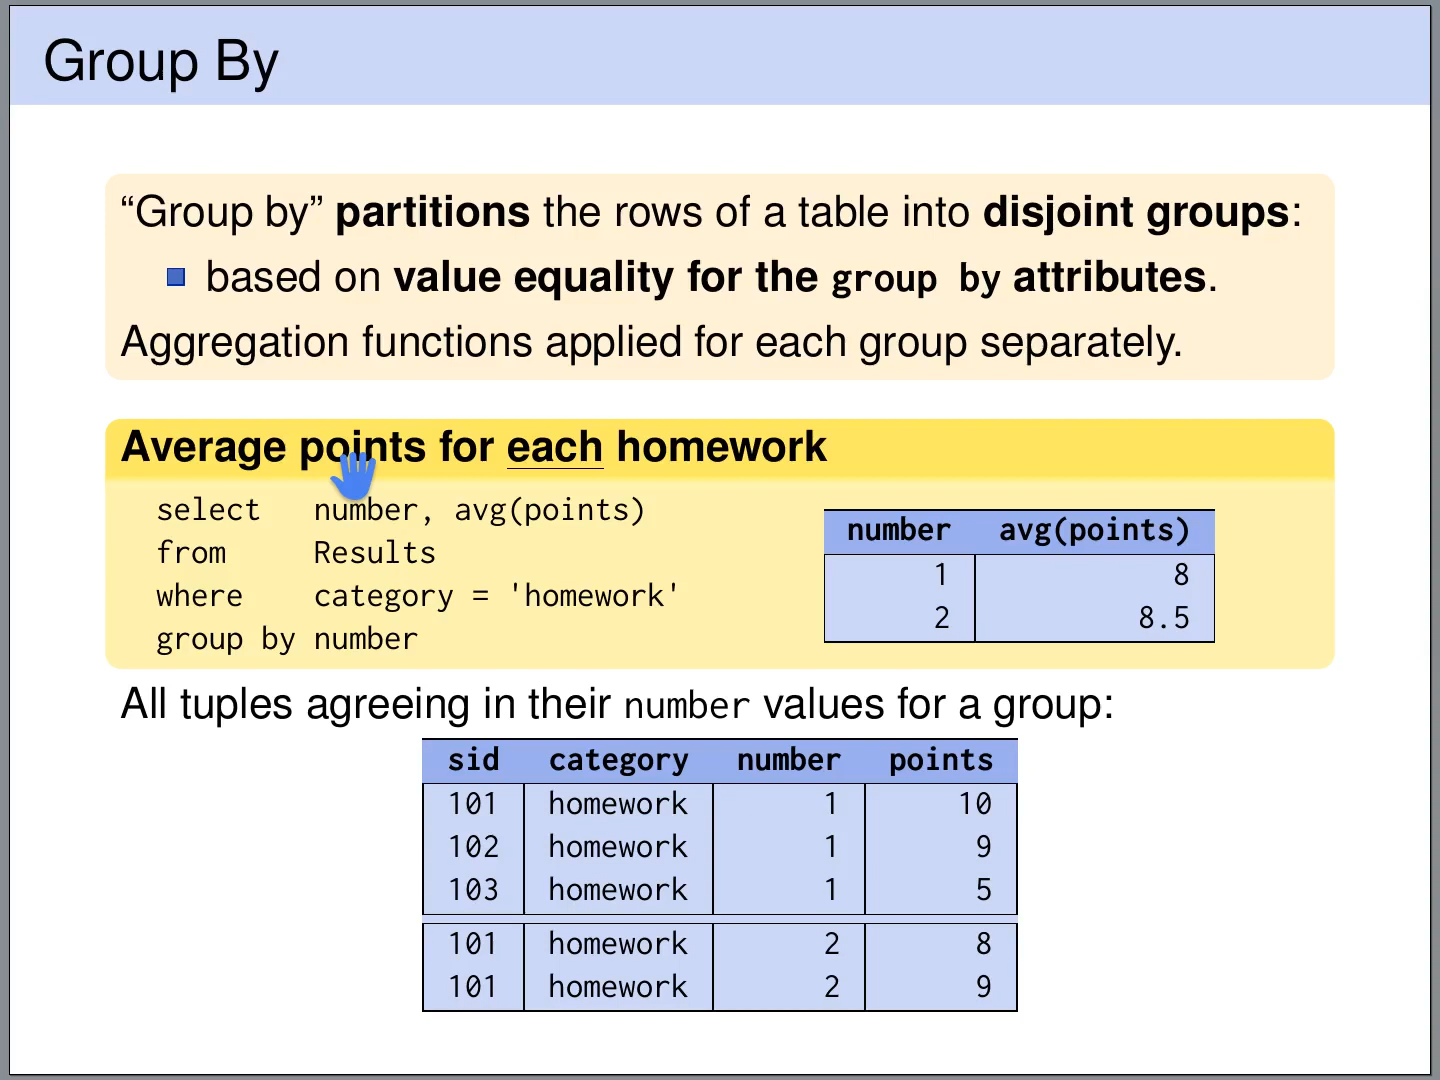 Group By
“Group by” partitions the rows of a table into disjoint groups:
based on value equality for the group by attributes.
Aggregation functions applied for each group separately.
Average points for each homework
select number, avg(points)
from Results
where category = 'homework'
group by number
number avg(points)
1 8
2 8.5
All tuples agreeing in their number values for a group:
sid category number points
101 homework 1 10
102 homework 1 9
103 homework 1 5
101 homework 2 8
101 homework 2 9